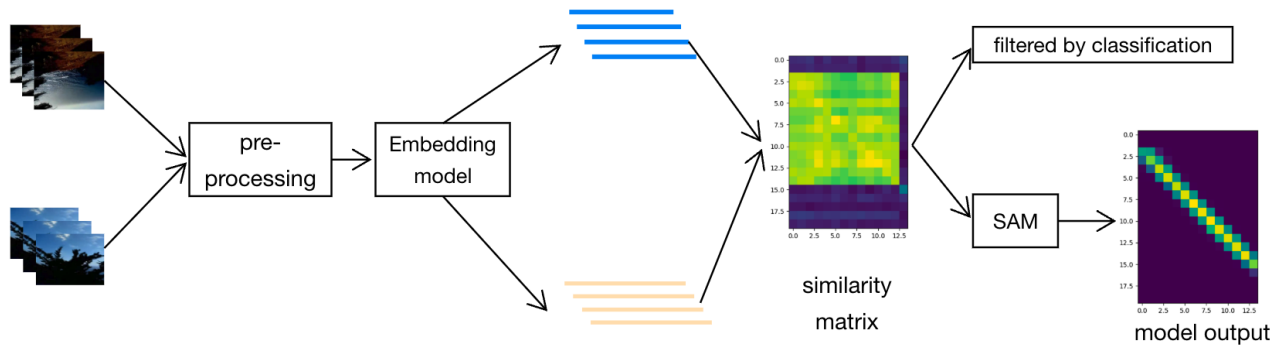 pre-
processing
Embedding
model
0.0
2.5
5.0
7.5
10.0
12.5
15.0
17.5
0.0 2.5 5.0 7.5 10.0 12.5
similarity
matrix
filtered by classification
SAM
0.0
2.5
5.0
7.5
10.0
12.5
15.0
17.5
0.0 2.5 5.0 7.5 10.0 12.5
model output